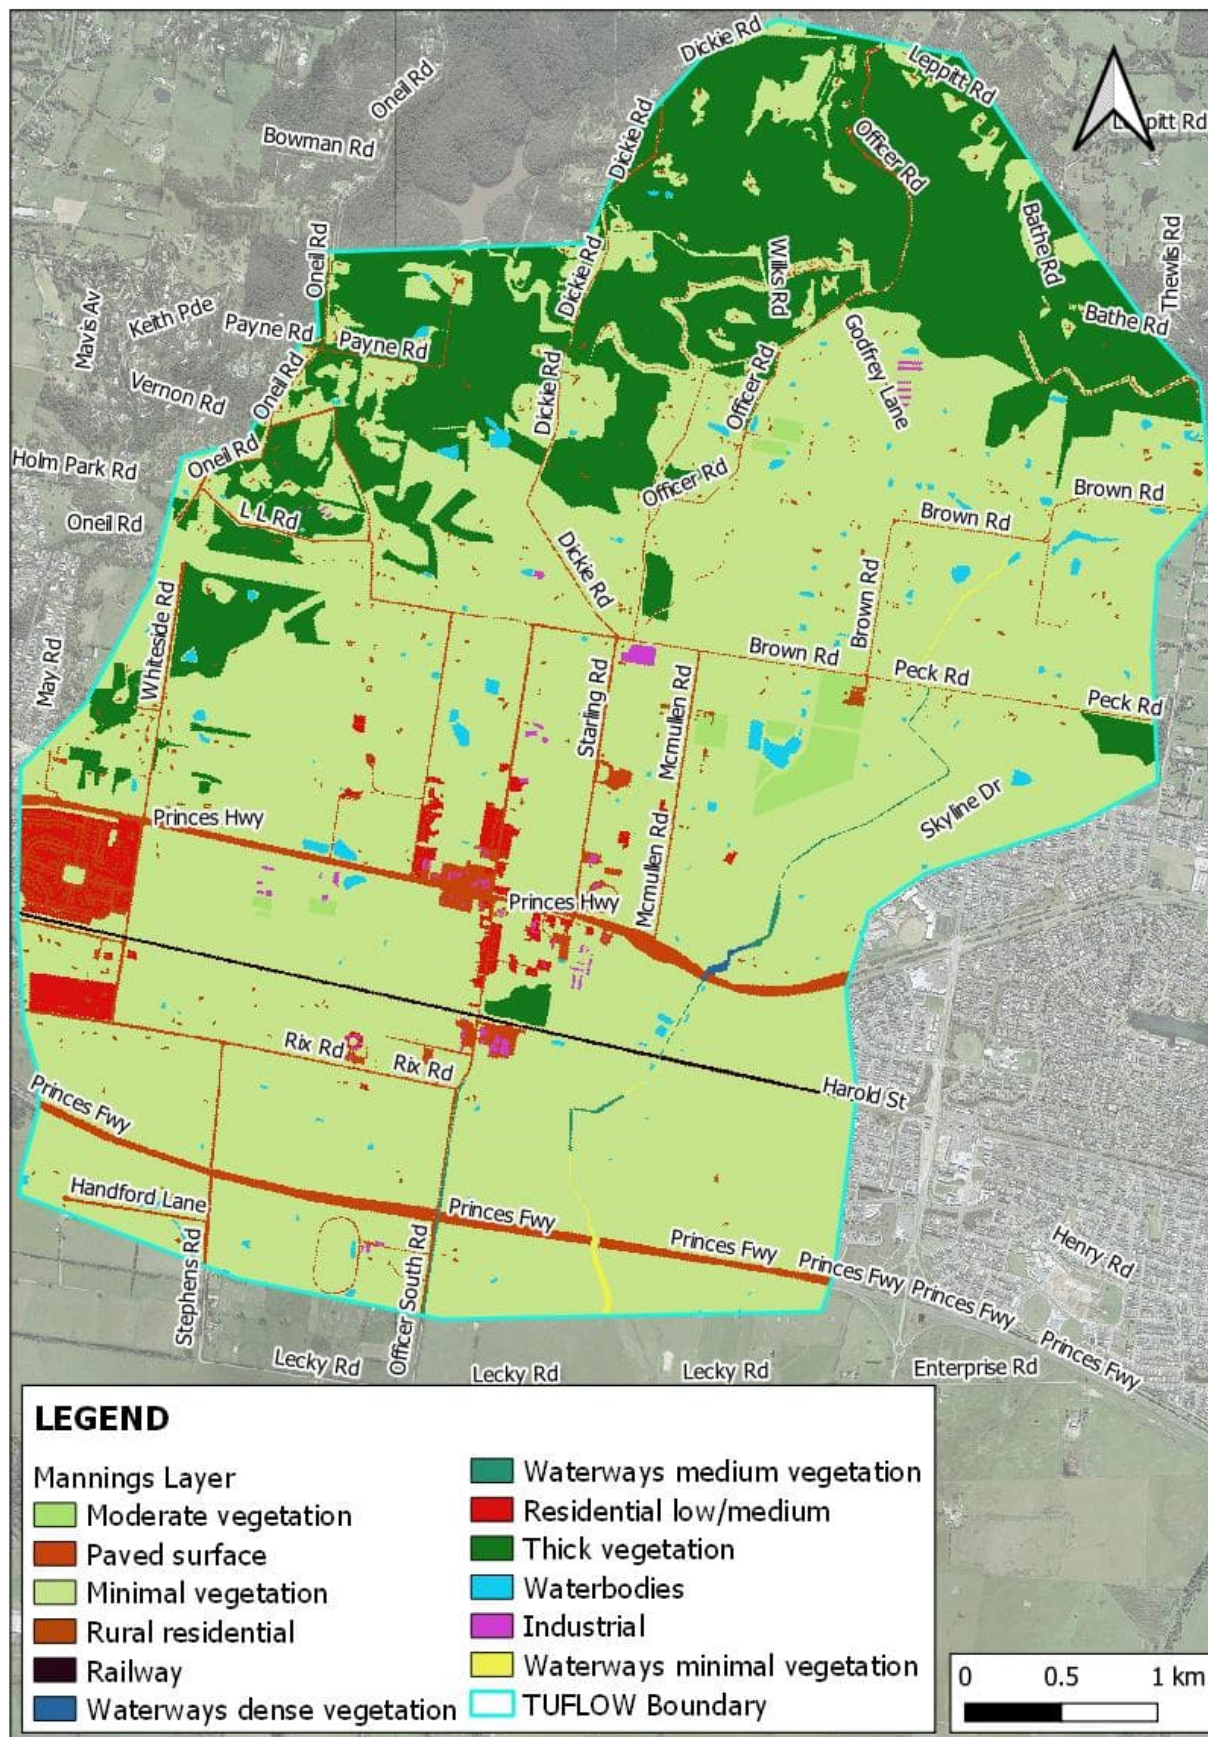 Dickie Rd
Leppitt Rd
Oneil Rd
Bowman Rd
Dickie Rd
Officer Rd
Rd
Oneil Rd
Dickie Rd
Wilks Rd
Bathe Rd
Thewlis Rd
Mavis Av
Keith Pde
Payne Rd
Payne Rd
Godfrey Lane
Bathe Rd
Vernon Rd
Oneil Rd
Dickie Rd
Officer Rd
Holm Park Rd
Oneil Rd
Officer Rd
Brown Rd
Oneil Rd
L L Rd
Brown Rd
Dickie Rd
Brown Rd
May Rd
Whiteside Rd
Starling Rd
Mcmullen Rd
Brown Rd
Peck Rd
Peck Rd
Princes Hwy
Mcmullen Rd
Skyline Dr
Princes Hwy
Rix Rd
Rix Rd
Harold St
Princes Fwy
Handford Lane
Princes Fwy
Princes Fwy
Princes Fwy
Princes Fwy
Princes Fwy
Henry Rd
Stephens Rd
Officer South Rd
Lecky Rd
Lecky Rd
Lecky Rd
Enterprise Rd
LEGEND
Mannings Layer
Moderate vegetation
Paved surface
Minimal vegetation
Rural residential
Railway
Waterways dense vegetation
Waterways medium vegetation
Residential low/medium
Thick vegetation
Waterbodies
Industrial
Waterways minimal vegetation
TUFLOW Boundary
0 0.5 1 km